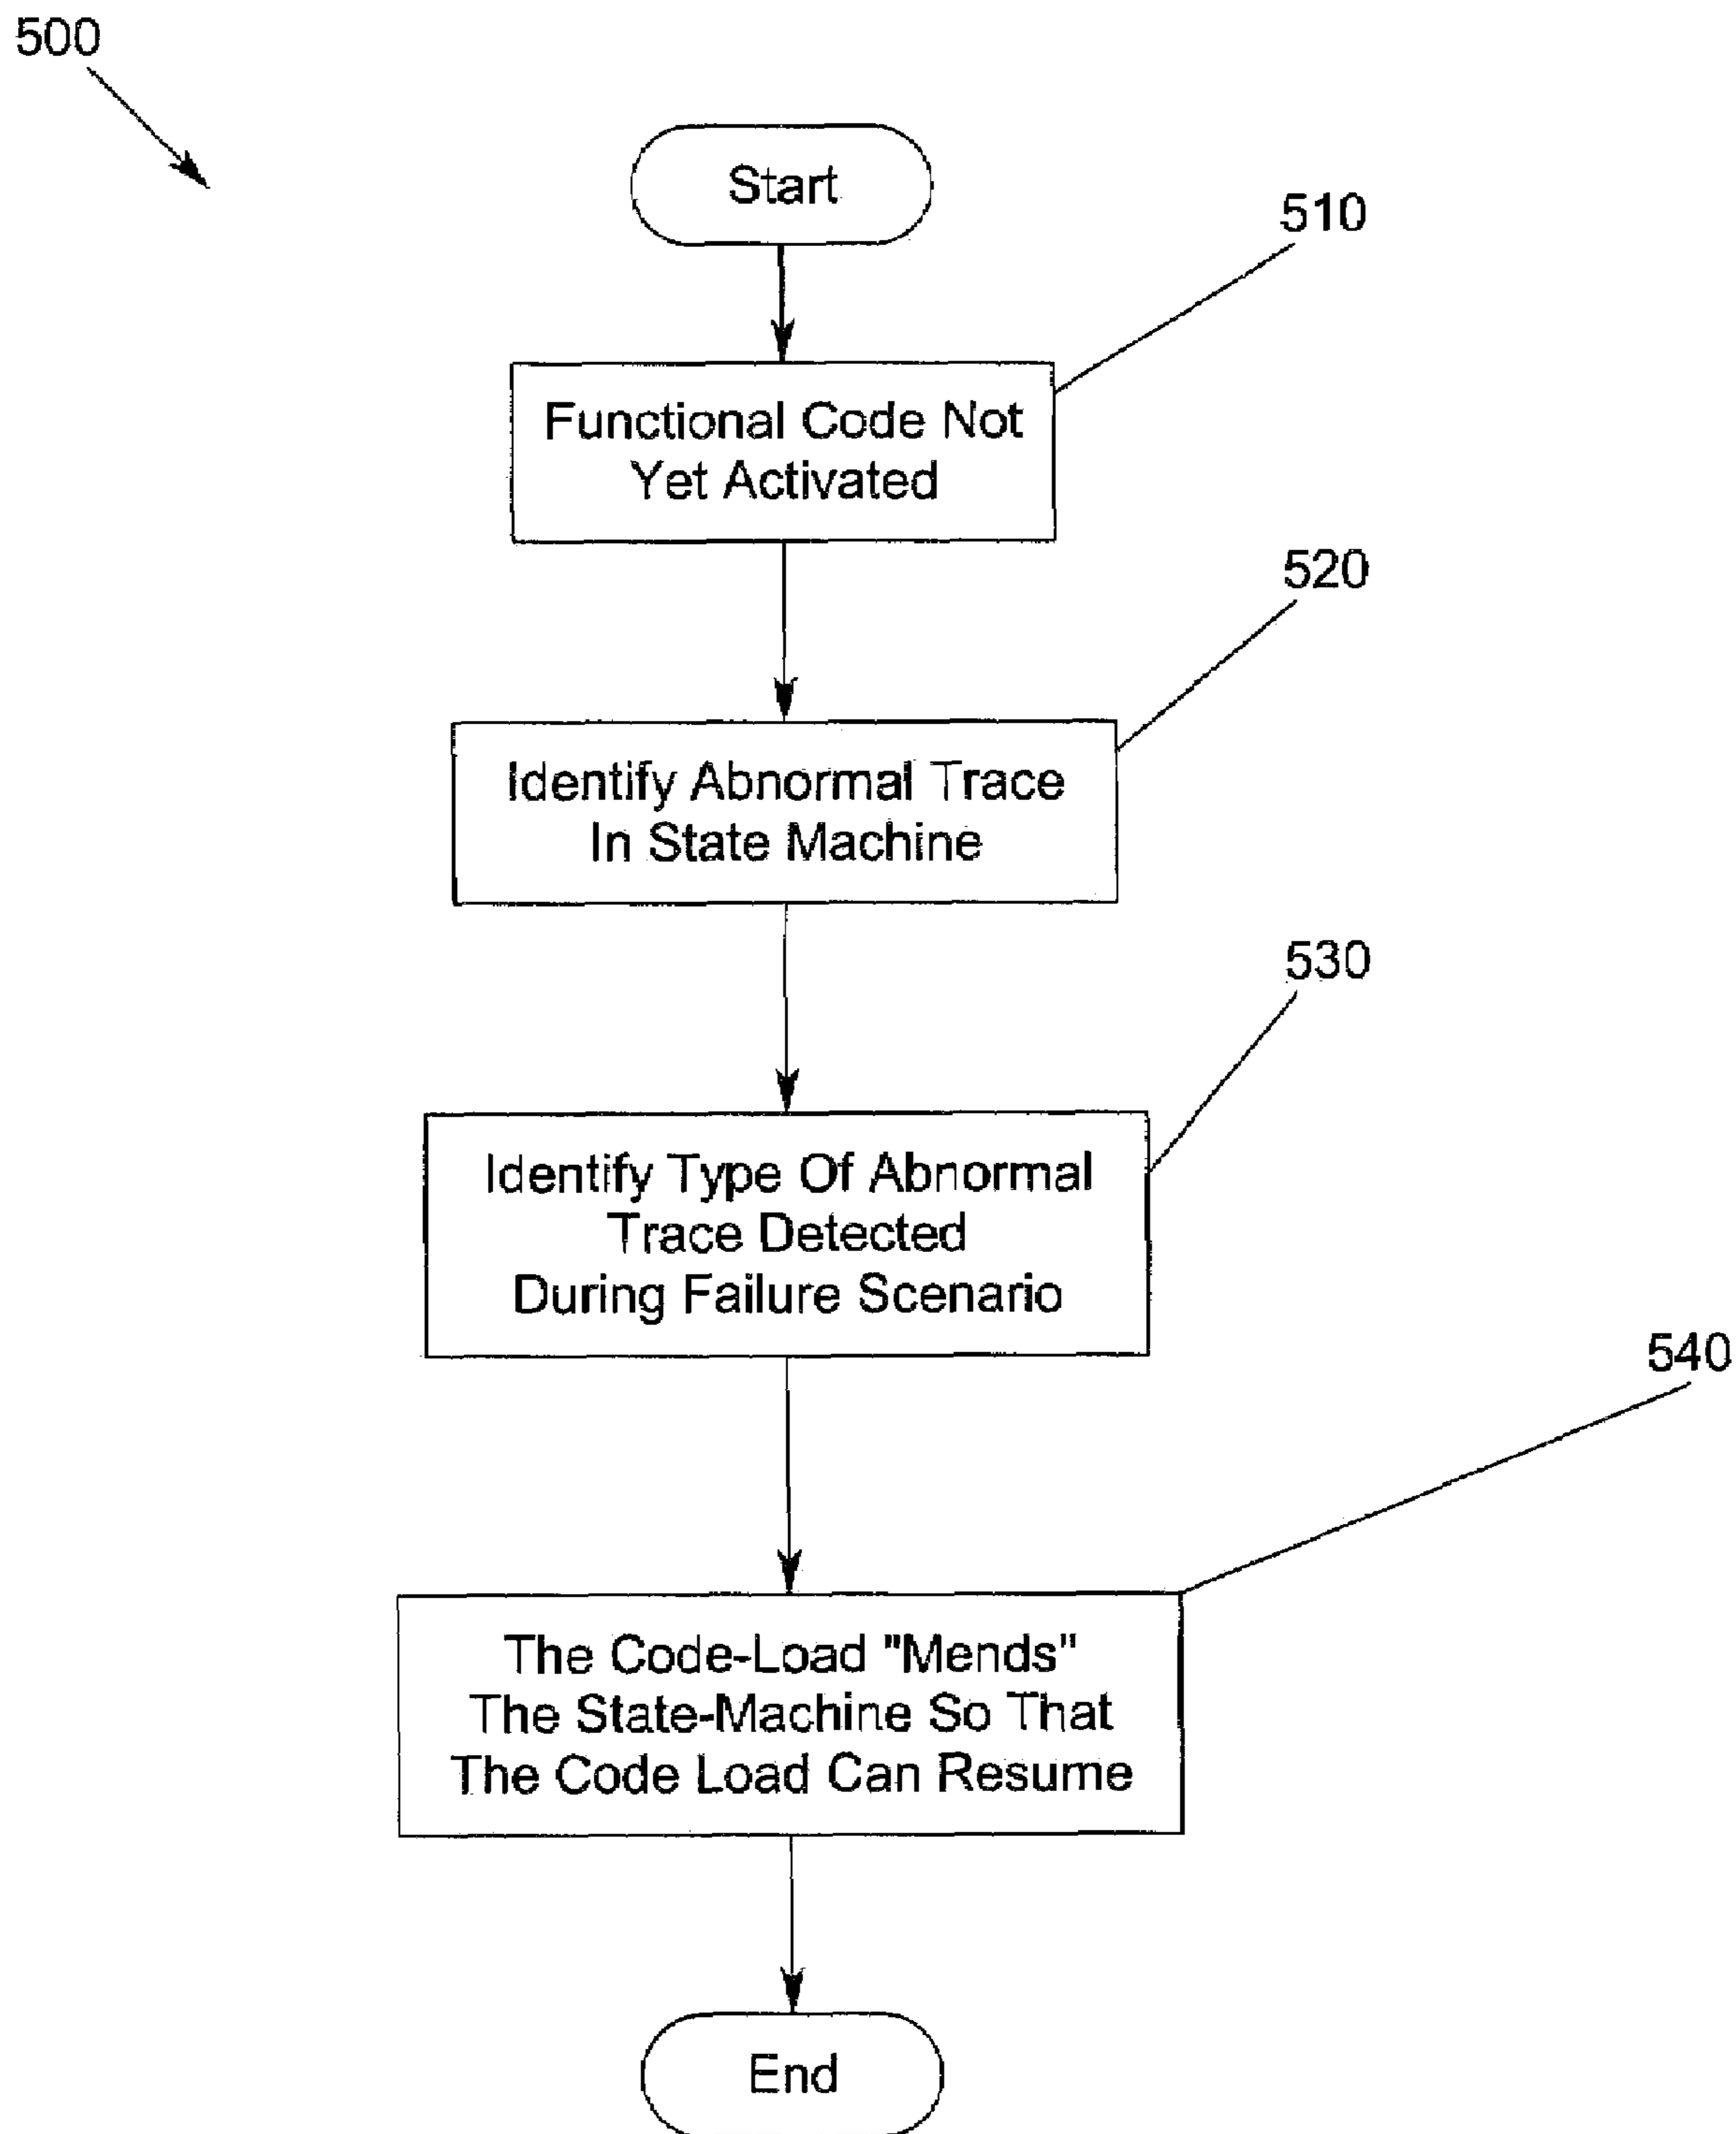 500
Start
510
Functional Code Not
Yet Activated
520
Identify Abnormal Trace
In State Machine
530
Identify Type Of Abnormal
Trace Detected
During Failure Scenario
540
The Code-Load "Mends"
The State-Machine So That
The Code Load Can Resume
End